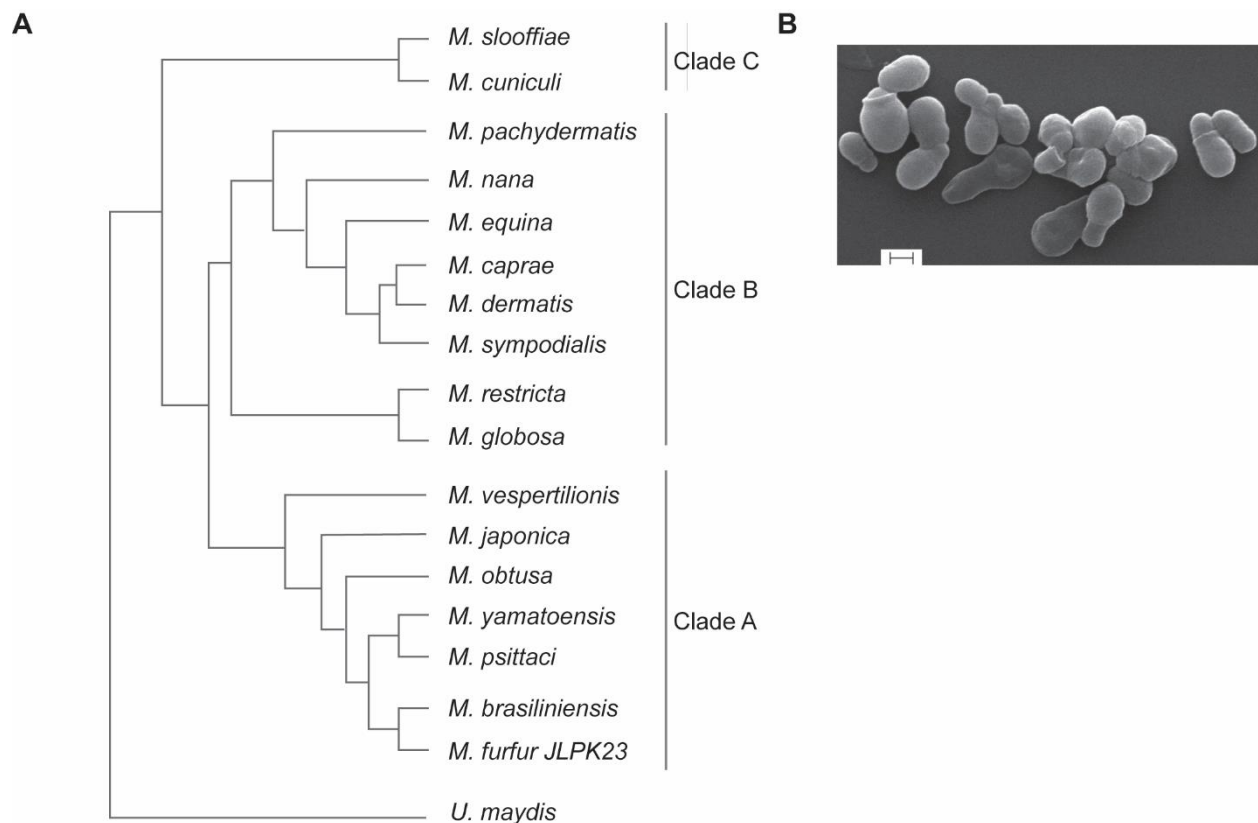 A
M. slooffiae
M. cuniculi
Clade C
M. pachydermatis
M. nana
M. equina
M. caprae
M. dermatis
M. sympodialis
M. restricta
M. globosa
Clade B
M. vespertilionis
M. japonica
M. obtusa
M. yamatoensis
M. psittaci
M. brasiliniensis
M. furfur JLPK23
Clade A
U. maydis
B